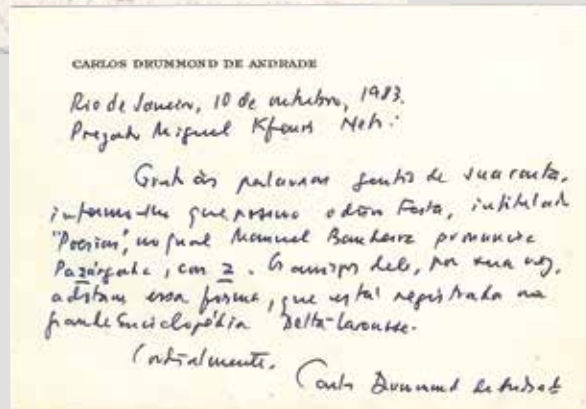 CARLOS DRUMMOND DE ANDRADE
Rio de Janeiro, 10 de outubro, 1983.
Prezado Miguel Kfouri Neto:
Grato às palavras gentis de sua carta,
informo-lhe que possuo o disco Festa, intitulado
"Poesias", no qual Manuel Bandeira pronuncia
Pazárgada, com z. Os amigos dele, por sua vez,
adotam essa forma, que está registrada na
grande Enciclopédia Delta-Larousse.
Cordialmente,
Carlos Drummond de Andrade